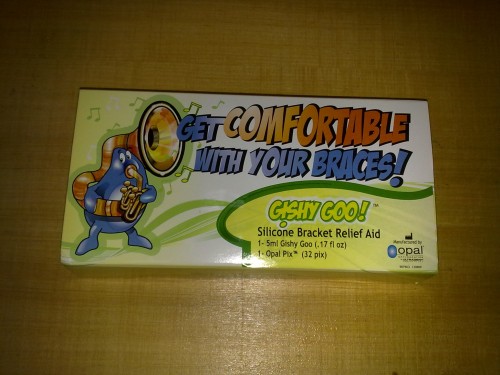 GET COMFORTABLE
WITH YOUR BRACES!
GiSHY GOO! ™
Silicone Bracket Relief Aid
1- 5ml Gishy Goo (.17 fl oz)
1- Opal Pix™ (32 pix)
Manufactured by
opal